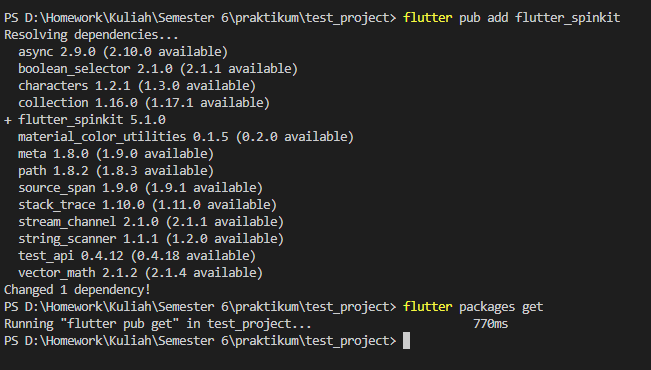 PS D:\Homework\Kuliah\Semester 6\praktikum\test_project> flutter pub add flutter_spinkit
Resolving dependencies...
  async 2.9.0 (2.10.0 available)
  boolean_selector 2.1.0 (2.1.1 available)
  characters 1.2.1 (1.3.0 available)
  collection 1.16.0 (1.17.1 available)
+ flutter_spinkit 5.1.0
  material_color_utilities 0.1.5 (0.2.0 available)
  meta 1.8.0 (1.9.0 available)
  path 1.8.2 (1.8.3 available)
  source_span 1.9.0 (1.9.1 available)
  stack_trace 1.10.0 (1.11.0 available)
  stream_channel 2.1.0 (2.1.1 available)
  string_scanner 1.1.1 (1.2.0 available)
  test_api 0.4.12 (0.4.18 available)
  vector_math 2.1.2 (2.1.4 available)
Changed 1 dependency!
PS D:\Homework\Kuliah\Semester 6\praktikum\test_project> flutter packages get
Running "flutter pub get" in test_project...                       770ms
PS D:\Homework\Kuliah\Semester 6\praktikum\test_project>